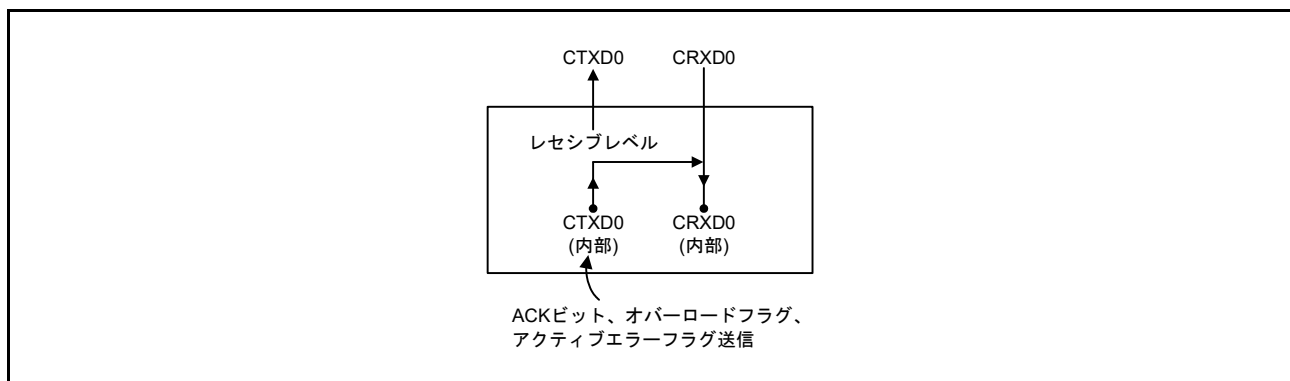 CTXD0 CRXD0
レセシブレベル
CTXD0 CRXD0
(内部) (内部)
ACKビット、オバーロードフラグ、
アクティブエラーフラグ送信